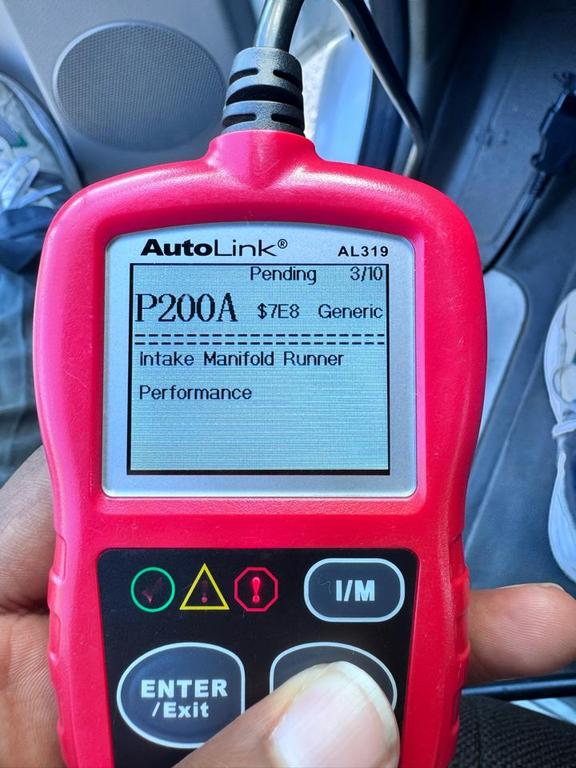 AutoLink®
AL319
Pending 3/10
P200A $7E8 Generic
Intake Manifold Runner
Performance
I/M
ENTER
/Exit